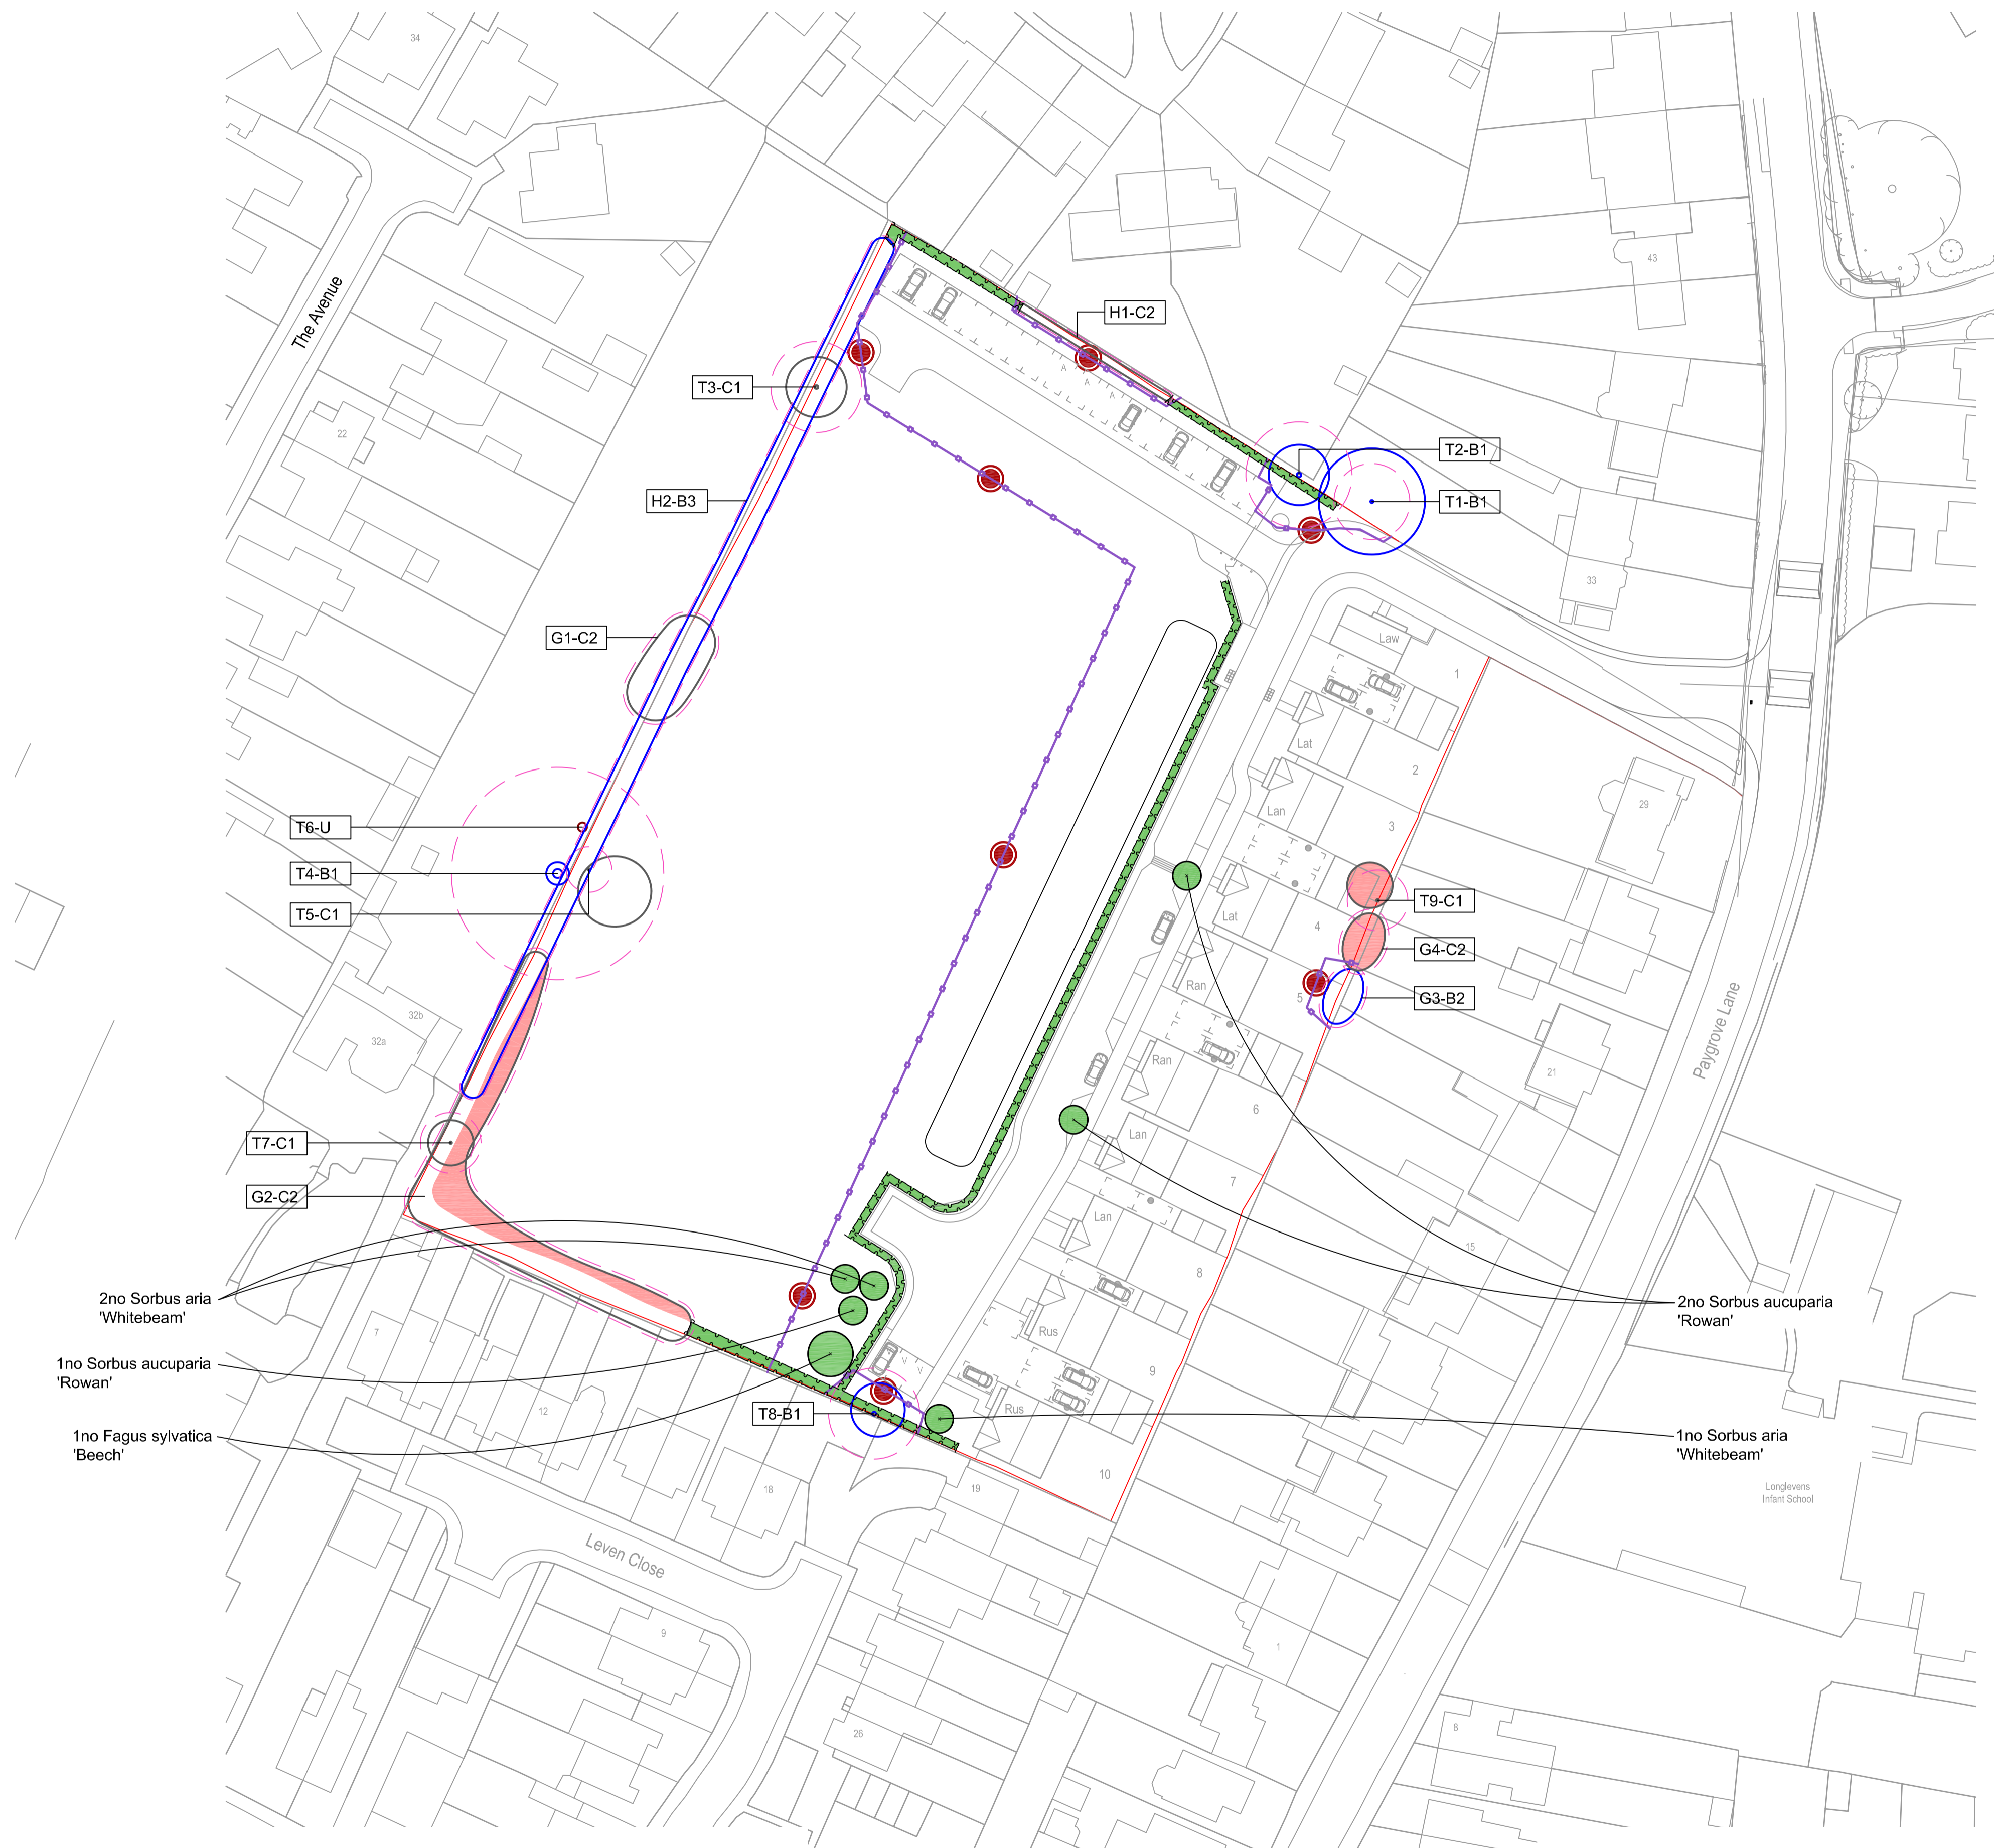 34
43
The Avenue
H1-C2
T3-C1
A
A
A
22
T2-B1
H2-B3
T1-B1
33
G1-C2
Law
1
Lat
2
29
Lan
3
T6-U
T4-B1
T5-C1
Lat
4
T9-C1
G4-C2
Ran
5
G3-B2
Paygrove Lane
32b
32a
Ran
21
6
Lan
T7-C1
7
G2-C2
Lan
15
8
2no Sorbus aria
'Whitebeam'
2no Sorbus aucuparia
'Rowan'
7
Rus
1no Sorbus aucuparia
'Rowan'
V
V
9
12
Rus
T8-B1
1no Fagus sylvatica
'Beech'
1no Sorbus aria
'Whitebeam'
10
18
19
Longlevens
Infant School
Leven Close
9
1
26
8